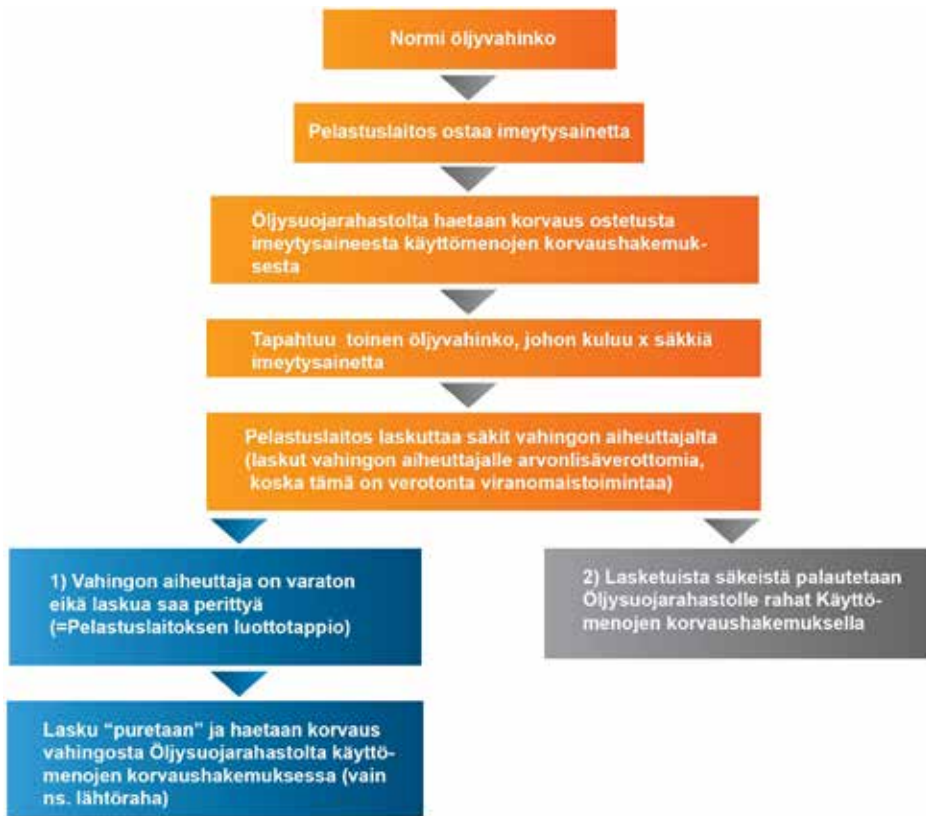 Normi öljyvahinko
Pelastuslaitos ostaa imeytysainetta
Öljysuojarahastolta haetaan korvaus ostetusta
imeytysaineesta käyttömenojen korvaushakemuk-
sesta
Tapahtuu toinen öljyvahinko, johon kuluu x säkkiä
imeytysainetta
Pelastuslaitos laskuttaa säkit vahingon aiheuttajalta
(laskut vahingon aiheuttajalle arvonlisäverottomia,
koska tämä on verotonta viranomaistoimintaa)
1) Vahingon aiheuttaja on varaton
eikä laskua saa perittyä
(=Pelastuslaitoksen luottotappio)
2) Lasketuista säkeistä palautetaan
Öljysuojarahastolle rahat Käyttö-
menojen korvaushakemuksella
Lasku “puretaan” ja haetaan korvaus
vahingosta Öljysuojarahastolta käyttö-
menojen korvaushakemuksessa (vain
ns. lähtöraha)